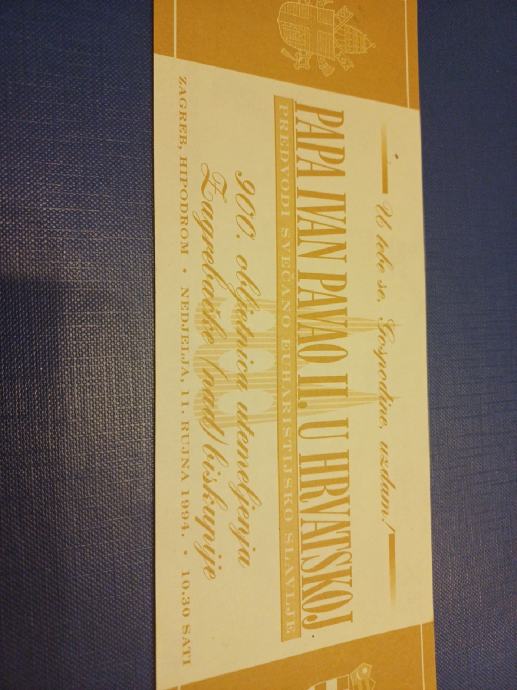 U tebe se, Gospodine, uzdam!
PAPA IVAN PAVAO II. U HRVATSKOJ
PREDVODI SVEČANO EUHARISTIJSKO SLAVLJE
900. obljetnica utemeljenja
Zagrebačke (nad)biskupije
ZAGREB, HIPODROM • NEDJELJA, 11. RUJNA 1994. • 10.30 SATI